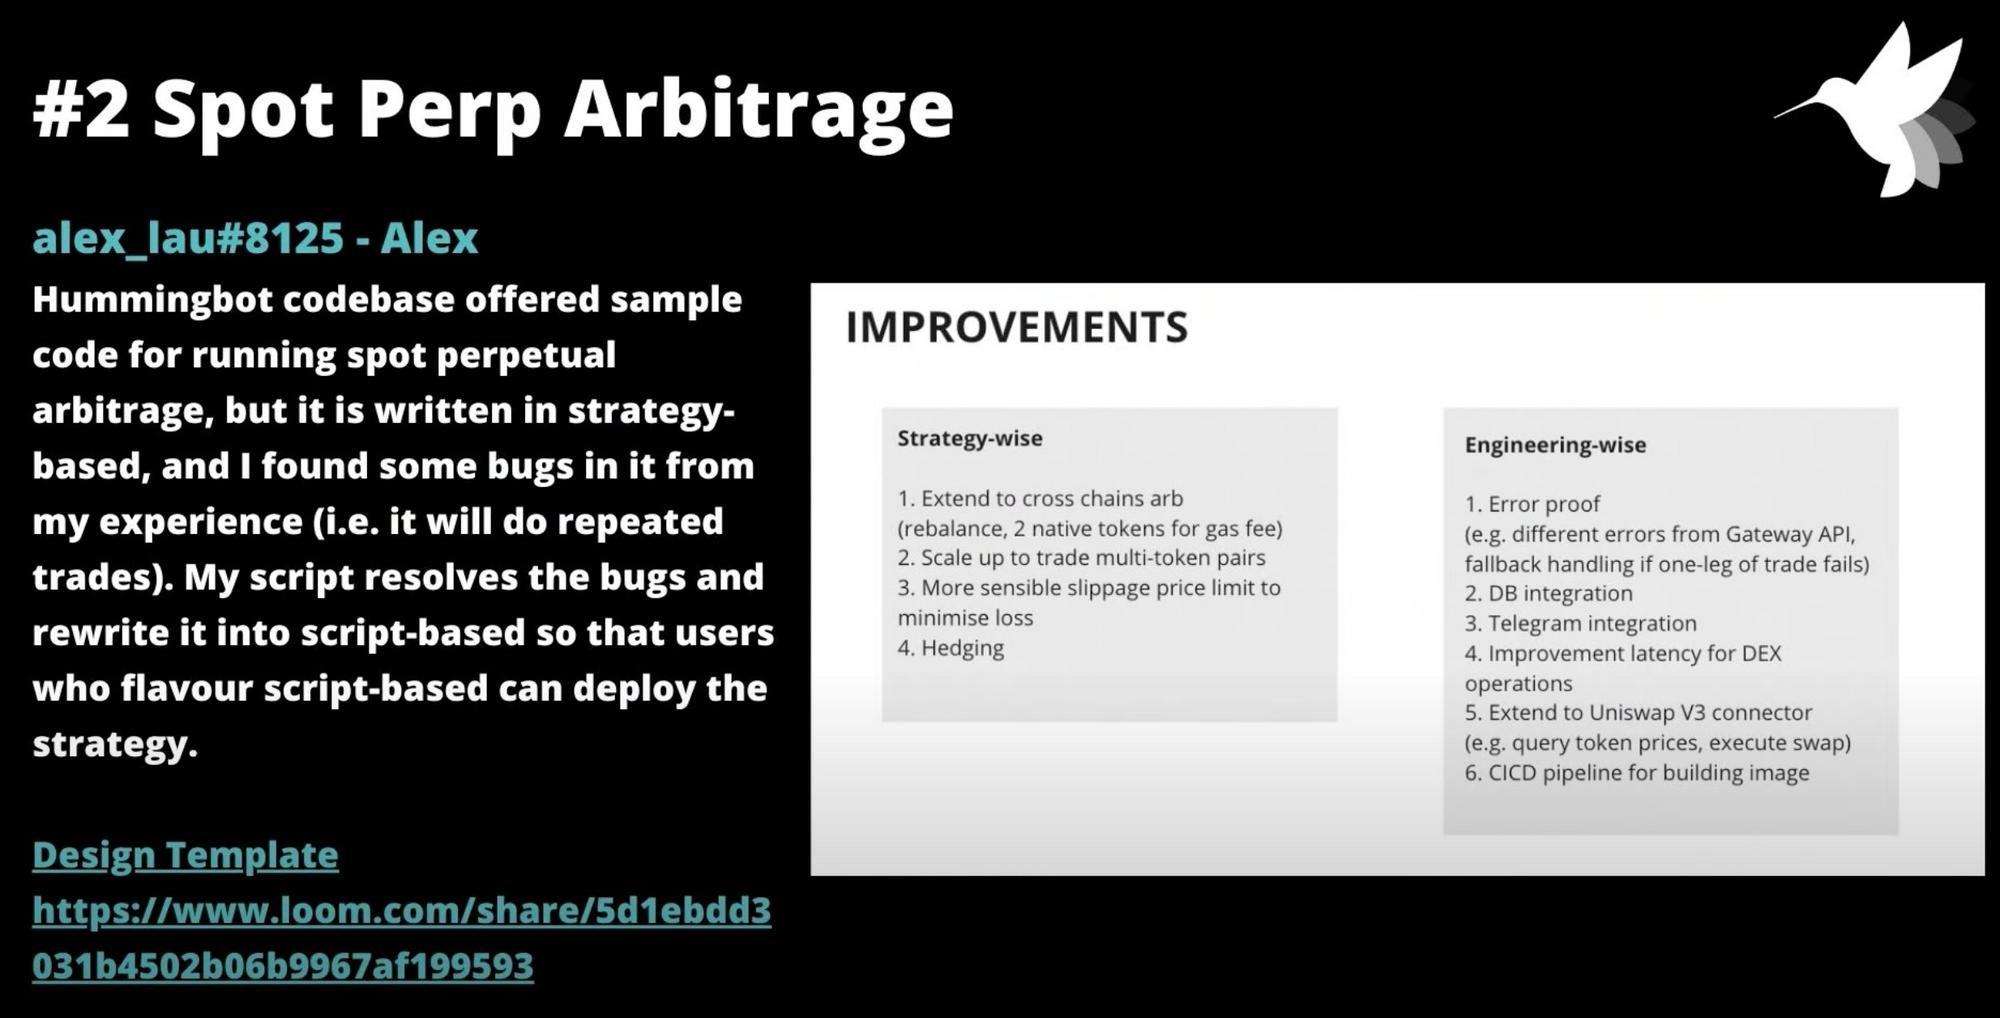 #2 Spot Perp Arbitrage
alex_lau#8125 - Alex
Hummingbot codebase offered sample
code for running spot perpetual
arbitrage, but it is written in strategy-
based, and I found some bugs in it from
my experience (i.e. it will do repeated
trades). My script resolves the bugs and
rewrite it into script-based so that users
who flavour script-based can deploy the
strategy.
Design Template
https://www.loom.com/share/5d1ebdd3
031b4502b06b9967af199593
IMPROVEMENTS
Strategy-wise
1. Extend to cross chains arb
(rebalance, 2 native tokens for gas fee)
2. Scale up to trade multi-token pairs
3. More sensible slippage price limit to
minimise loss
4. Hedging
Engineering-wise
1. Error proof
(e.g. different errors from Gateway API,
fallback handling if one-leg of trade fails)
2. DB integration
3. Telegram integration
4. Improvement latency for DEX
operations
5. Extend to Uniswap V3 connector
(e.g. query token prices, execute swap)
6. CICD pipeline for building image